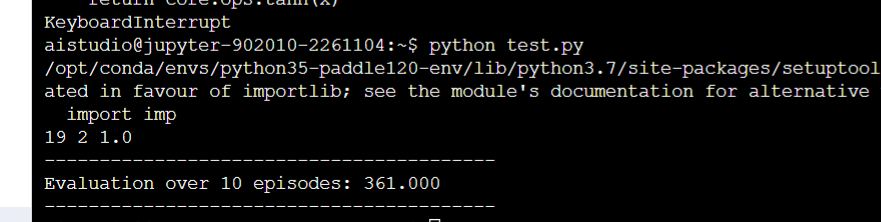 return core.ops.tanh(x)
KeyboardInterrupt
aistudio@jupyter-902010-2261104:~$ python test.py
/opt/conda/envs/python35-paddle120-env/lib/python3.7/site-packages/setuptool
ated in favour of importlib; see the module's documentation for alternative
  import imp
19 2 1.0
-----------------------------------------
Evaluation over 10 episodes: 361.000
-----------------------------------------